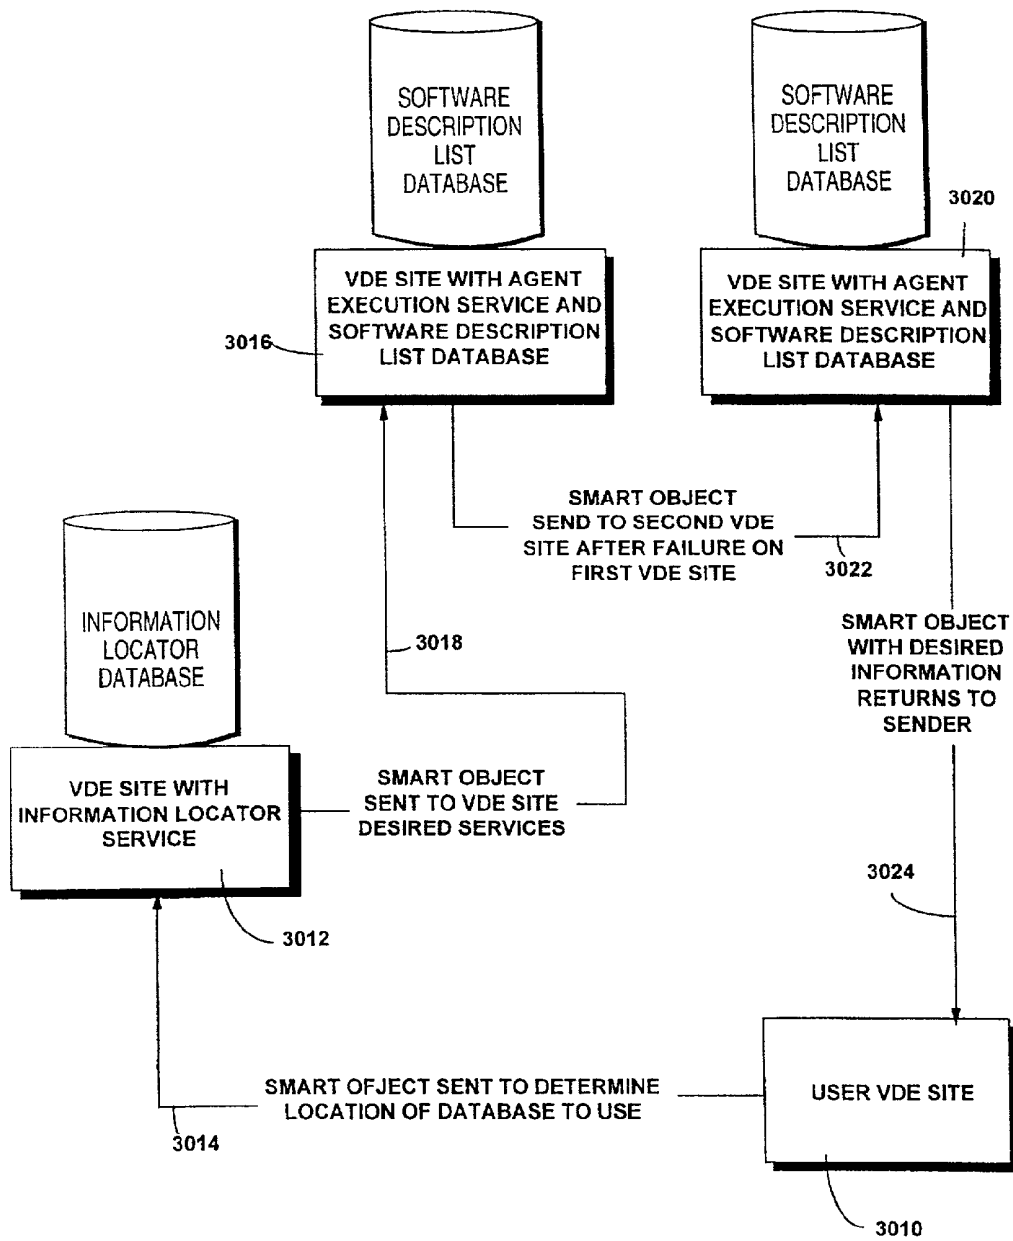 SOFTWARE
DESCRIPTION
LIST
DATABASE
SOFTWARE
DESCRIPTION
LIST
DATABASE
3020
VDE SITE WITH AGENT
EXECUTION SERVICE AND
SOFTWARE DESCRIPTION
LIST DATABASE
3016
VDE SITE WITH AGENT
EXECUTION SERVICE AND
SOFTWARE DESCRIPTION
LIST DATABASE
SMART OBJECT
SEND TO SECOND VDE
SITE AFTER FAILURE ON
FIRST VDE SITE
3022
INFORMATION
LOCATOR
DATABASE
3018
SMART OBJECT
WITH DESIRED
INFORMATION
RETURNS TO
SENDER
VDE SITE WITH
INFORMATION LOCATOR
SERVICE
SMART OBJECT
SENT TO VDE SITE
DESIRED SERVICES
3024
3012
SMART OFJECT SENT TO DETERMINE
LOCATION OF DATABASE TO USE
USER VDE SITE
3014
3010